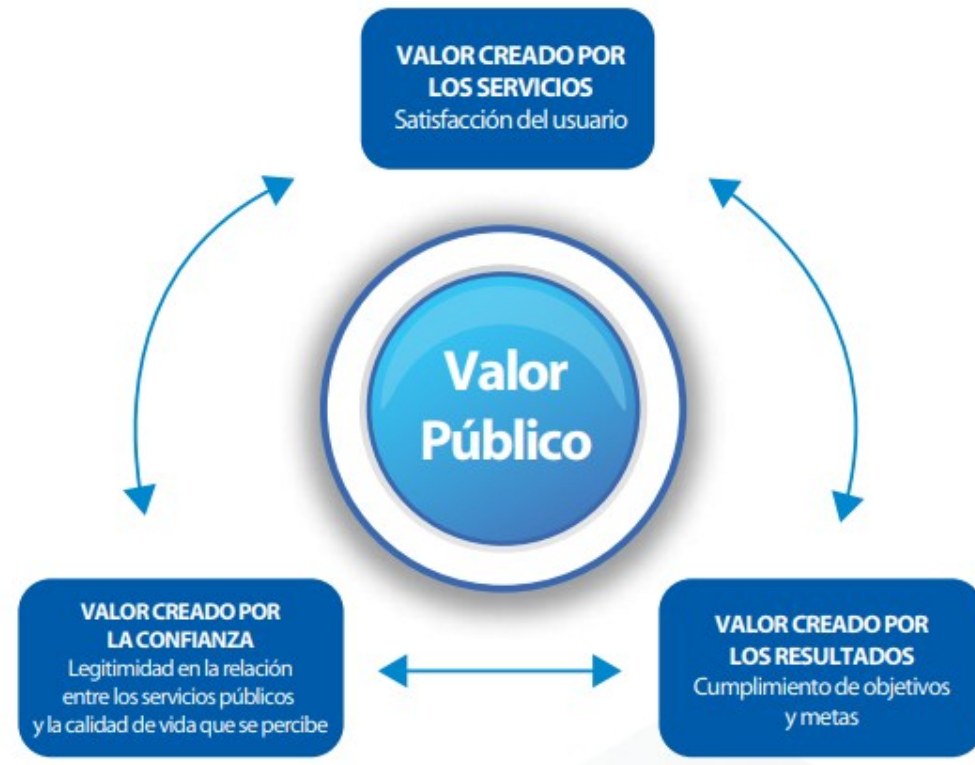 VALOR CREADO POR
LOS SERVICIOS
Satisfacción del usuario
Valor
Público
VALOR CREADO POR
LA CONFIANZA
Legitimidad en la relación
entre los servicios públicos
y la calidad de vida que se percibe
VALOR CREADO POR
LOS RESULTADOS
Cumplimiento de objetivos
y metas